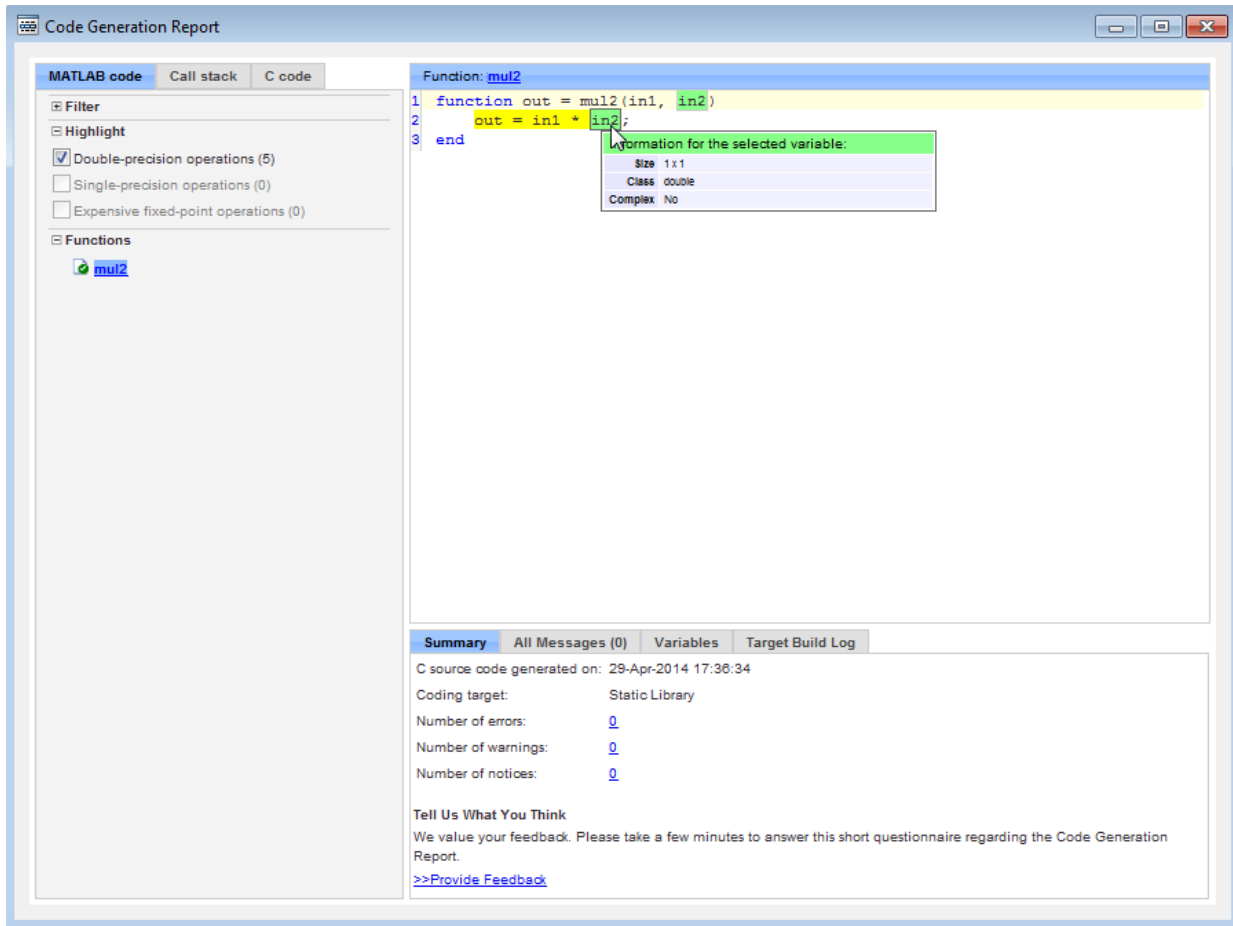 Code Generation Report
MATLAB code Call stack C code
Filter
Highlight
Double-precision operations (5)
Single-precision operations (0)
Expensive fixed-point operations (0)
Functions
mul2
Function: mul2
1 function out = mul2(in1, in2)
2 out = in1 * in2;
3 end
Information for the selected variable:
Size 1 x 1
Class double
Complex No
Summary All Messages (0) Variables Target Build Log
C source code generated on: 29-Apr-2014 17:36:34
Coding target: Static Library
Number of errors: 0
Number of warnings: 0
Number of notices: 0
Tell Us What You Think
We value your feedback. Please take a few minutes to answer this short questionnaire regarding the Code Generation
Report.
>>Provide Feedback